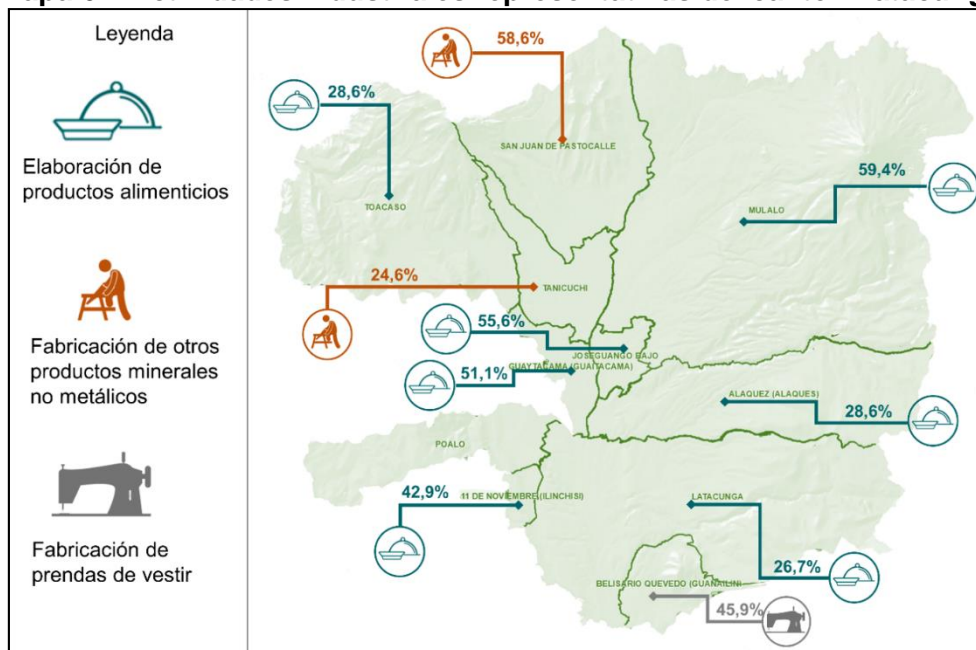 Leyenda
Elaboración de
productos alimenticios
Fabricación de otros
productos minerales
no metálicos
Fabricación de
prendas de vestir
58,6%
28,6%
SAN JUAN DE PASTOCALLE
59,4%
TOACASO
MULALO
24,6%
TANICUCHI
55,6%
JOSEGUANGO BAJO
GUAYTACAMA (GUAITACAMA)
51,1%
ALAQUEZ (ALAQUES)
28,6%
POALO
42,9%
11 DE NOVIEMBRE (ILINCHISI)
LATACUNGA
26,7%
BELISARIO QUEVEDO (GUANAILIN)
45,9%